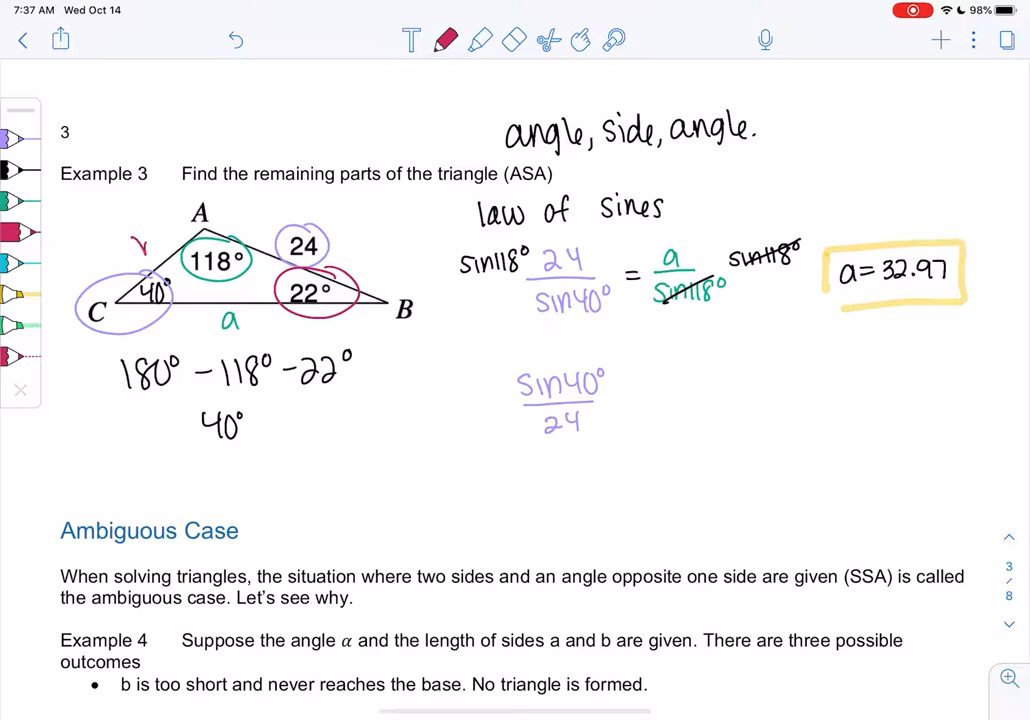 7:37 AM Wed Oct 14
98%
T
3
angle, side, angle.
Example 3 Find the remaining parts of the triangle (ASA)
law of sines
A
24
118°
40°
22°
C
B
a
sin118° 24 / sin40° = a / sin118° sin118°
a = 32.97
180° - 118° - 22°
40°
sin40° / 24
Ambiguous Case
When solving triangles, the situation where two sides and an angle opposite one side are given (SSA) is called
the ambiguous case. Let's see why.
Example 4 Suppose the angle α and the length of sides a and b are given. There are three possible
outcomes
• b is too short and never reaches the base. No triangle is formed.
3
/
8